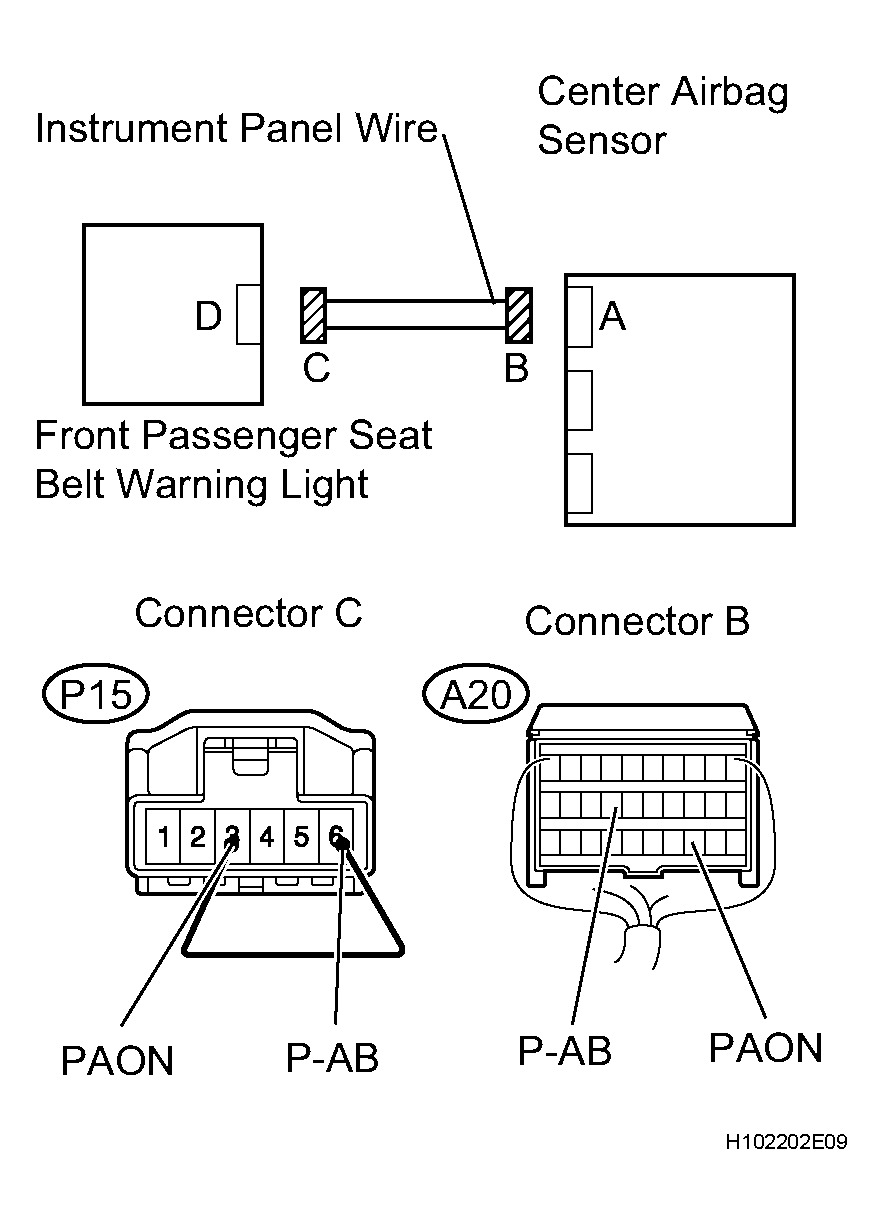 Center Airbag
Sensor
Instrument Panel Wire
D
A
C
B
Front Passenger Seat
Belt Warning Light
Connector C
Connector B
P15
A20
1 2 3 4 5 6
PAON
P-AB
P-AB
PAON
H102202E09